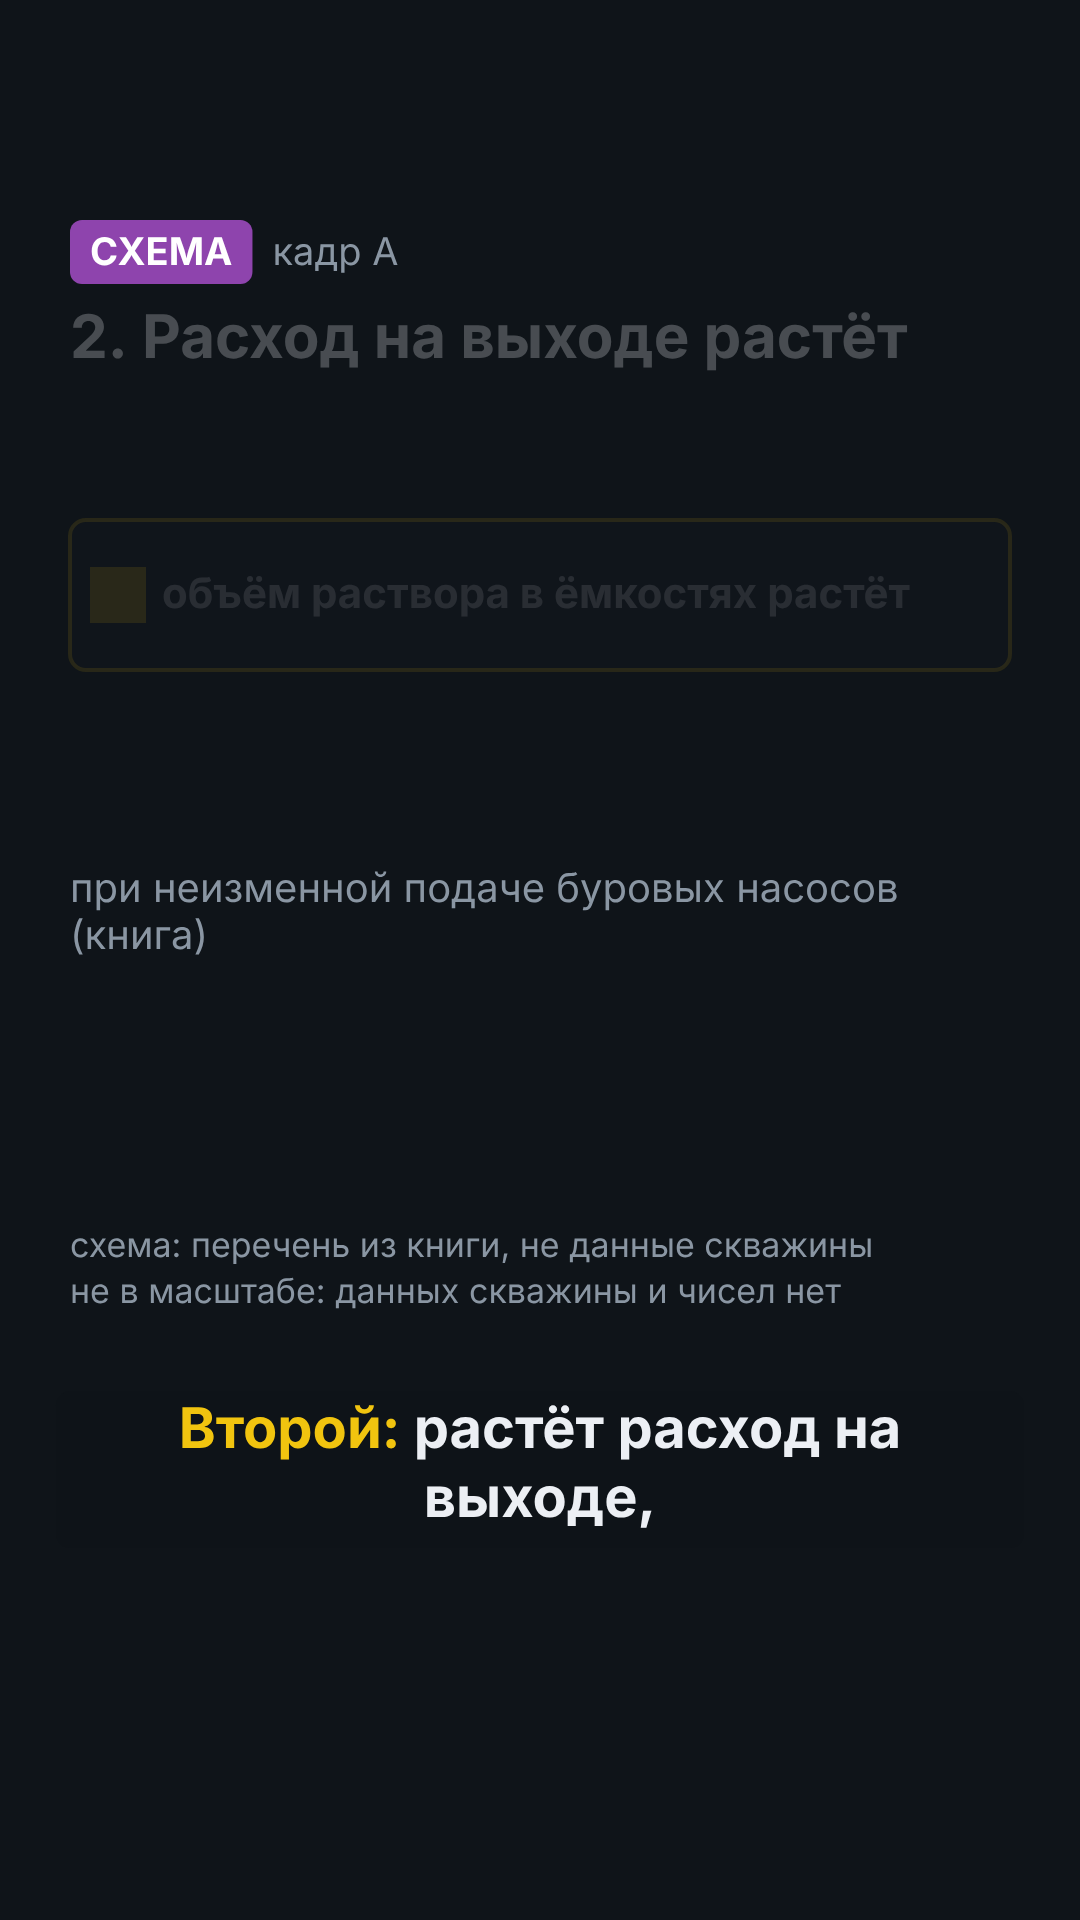 СХЕМА кадр А
2. Расход на выходе растёт
объём раствора в ёмкостях растёт
при неизменной подаче буровых насосов
(книга)
схема: перечень из книги, не данные скважины
не в масштабе: данных скважины и чисел нет
Второй: растёт расход на
выходе,